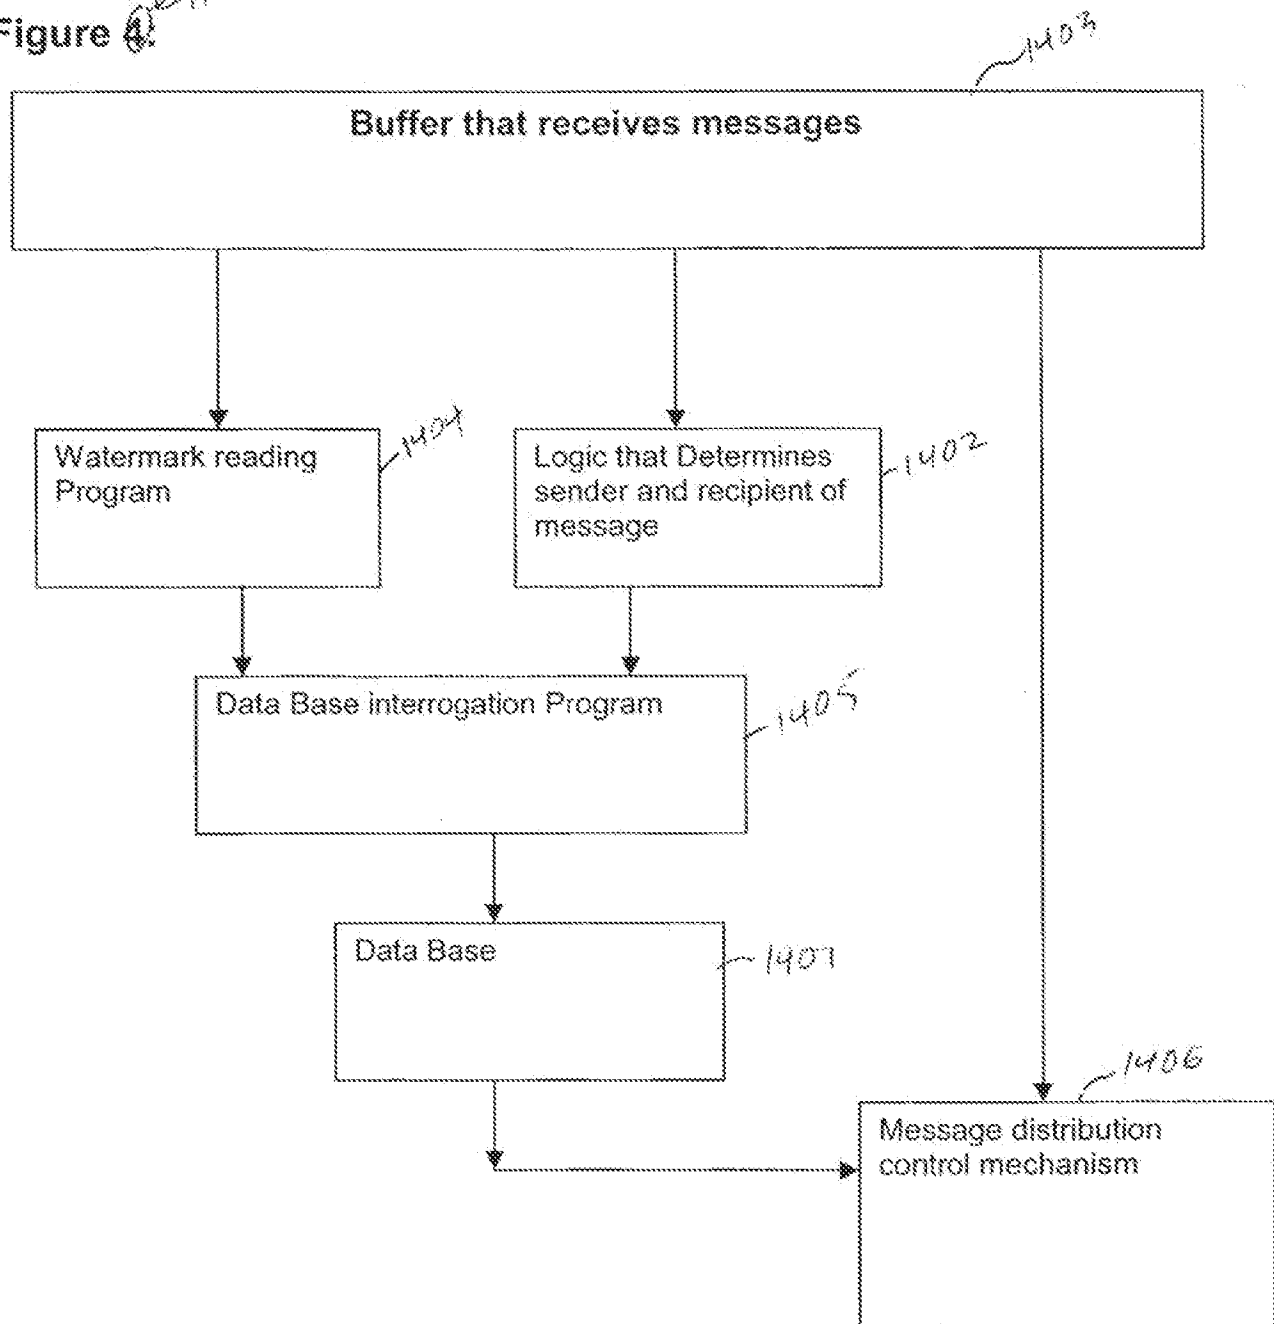 Figure 4:
1403
Buffer that receives messages
Watermark reading
Program
1404
Logic that Determines
sender and recipient of
message
1402
Data Base interrogation Program
1405
Data Base
1407
1406
Message distribution
control mechanism